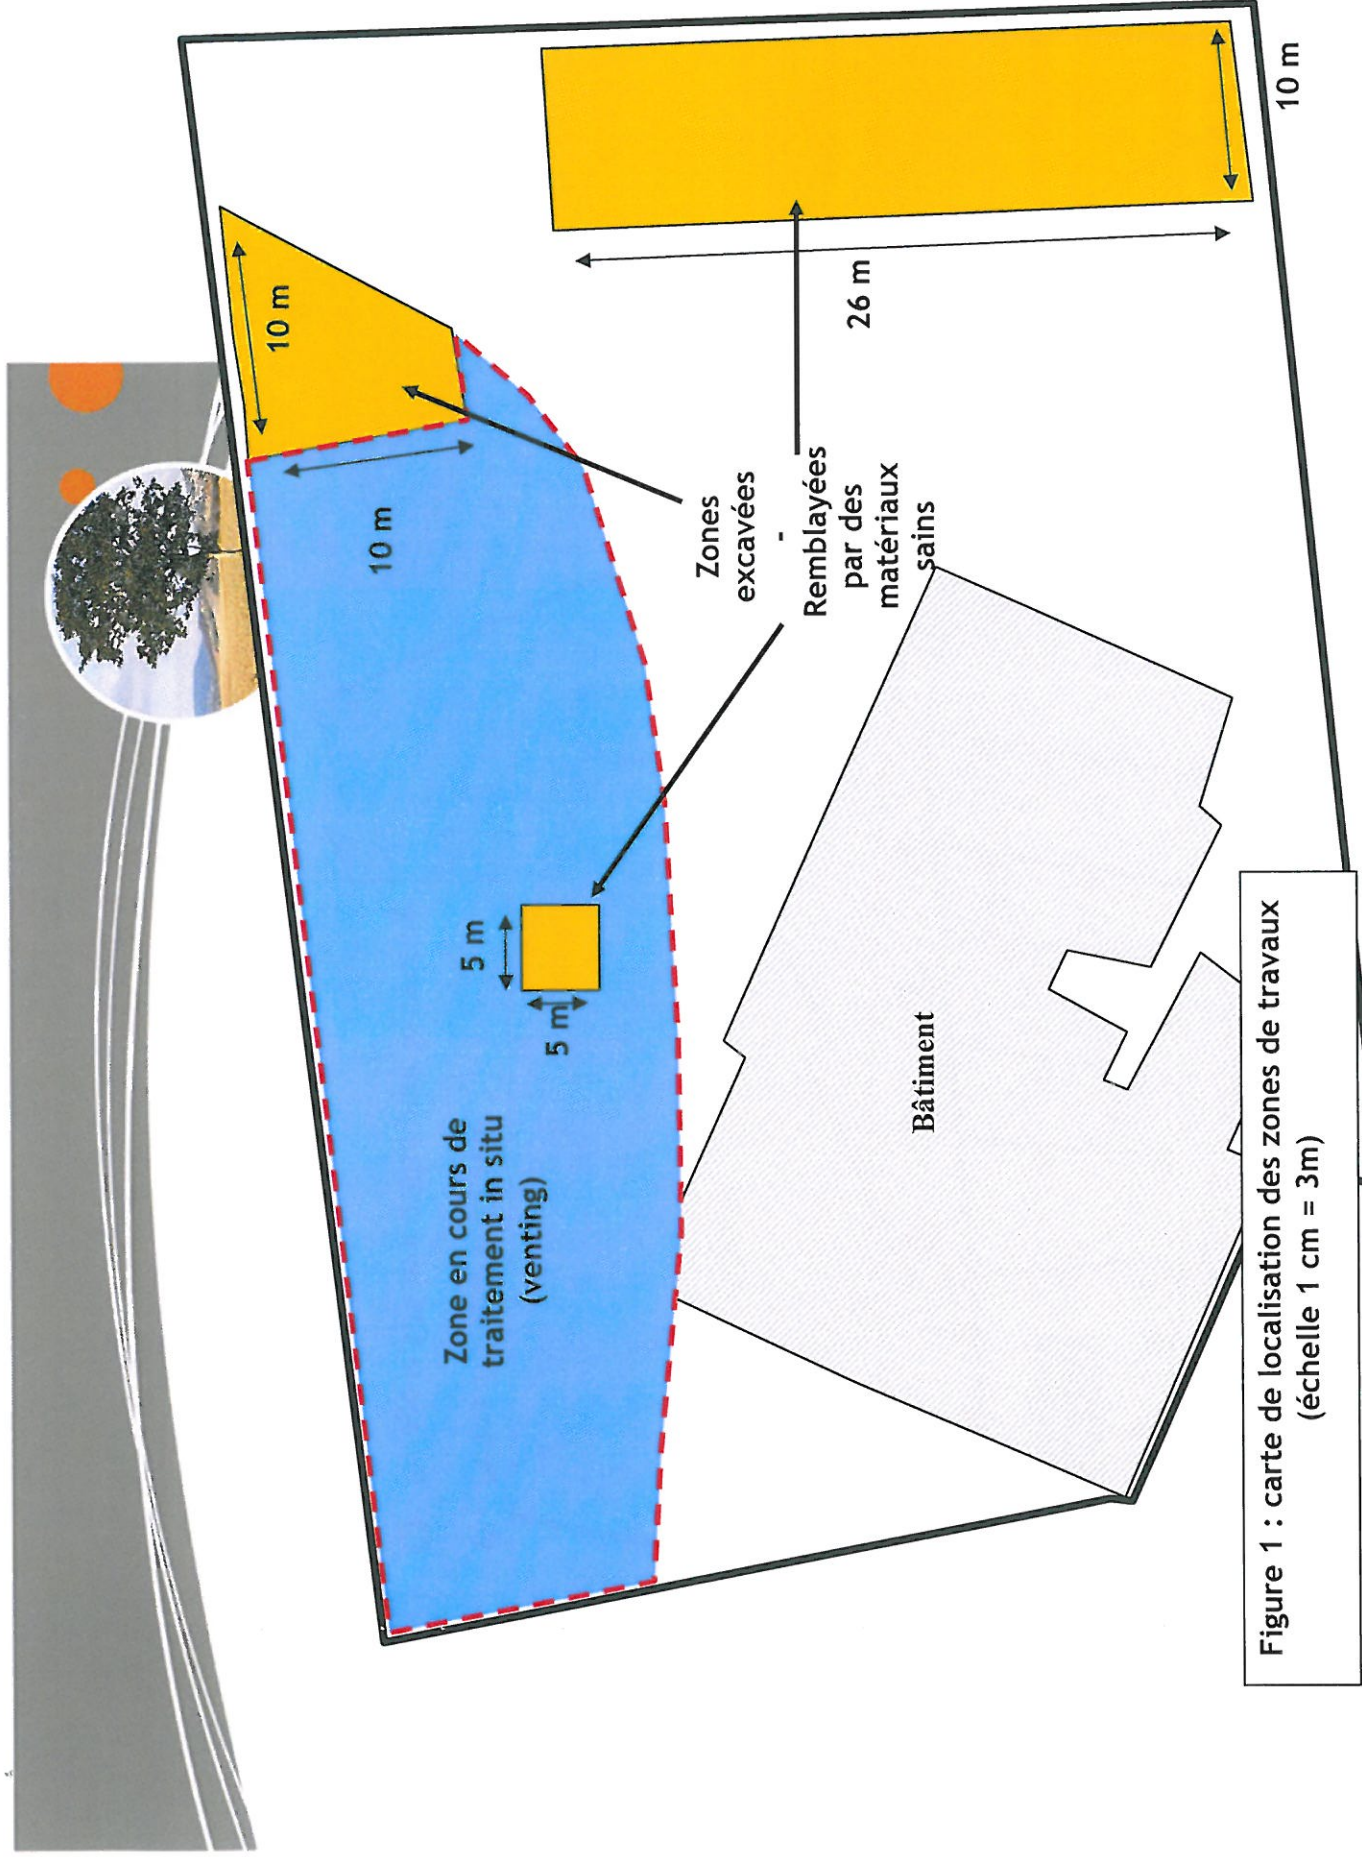 10 m
10 m
Zone en cours de
traitement in situ
(venting)
5 m
5 m
Zones
excavées
-
Remblayées
par des
matériaux
sains
26 m
10 m
Bâtiment
Figure 1 : carte de localisation des zones de travaux
(échelle 1 cm = 3m)